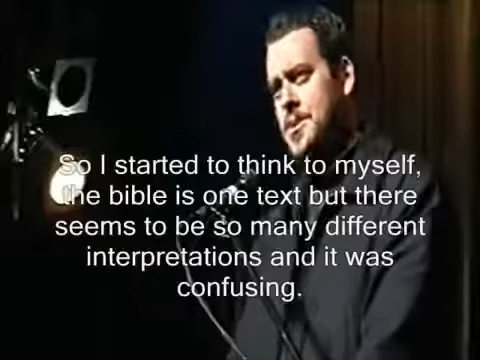 So I started to think to myself,
the bible is one text but there
seems to be so many different
interpretations and it was
confusing.